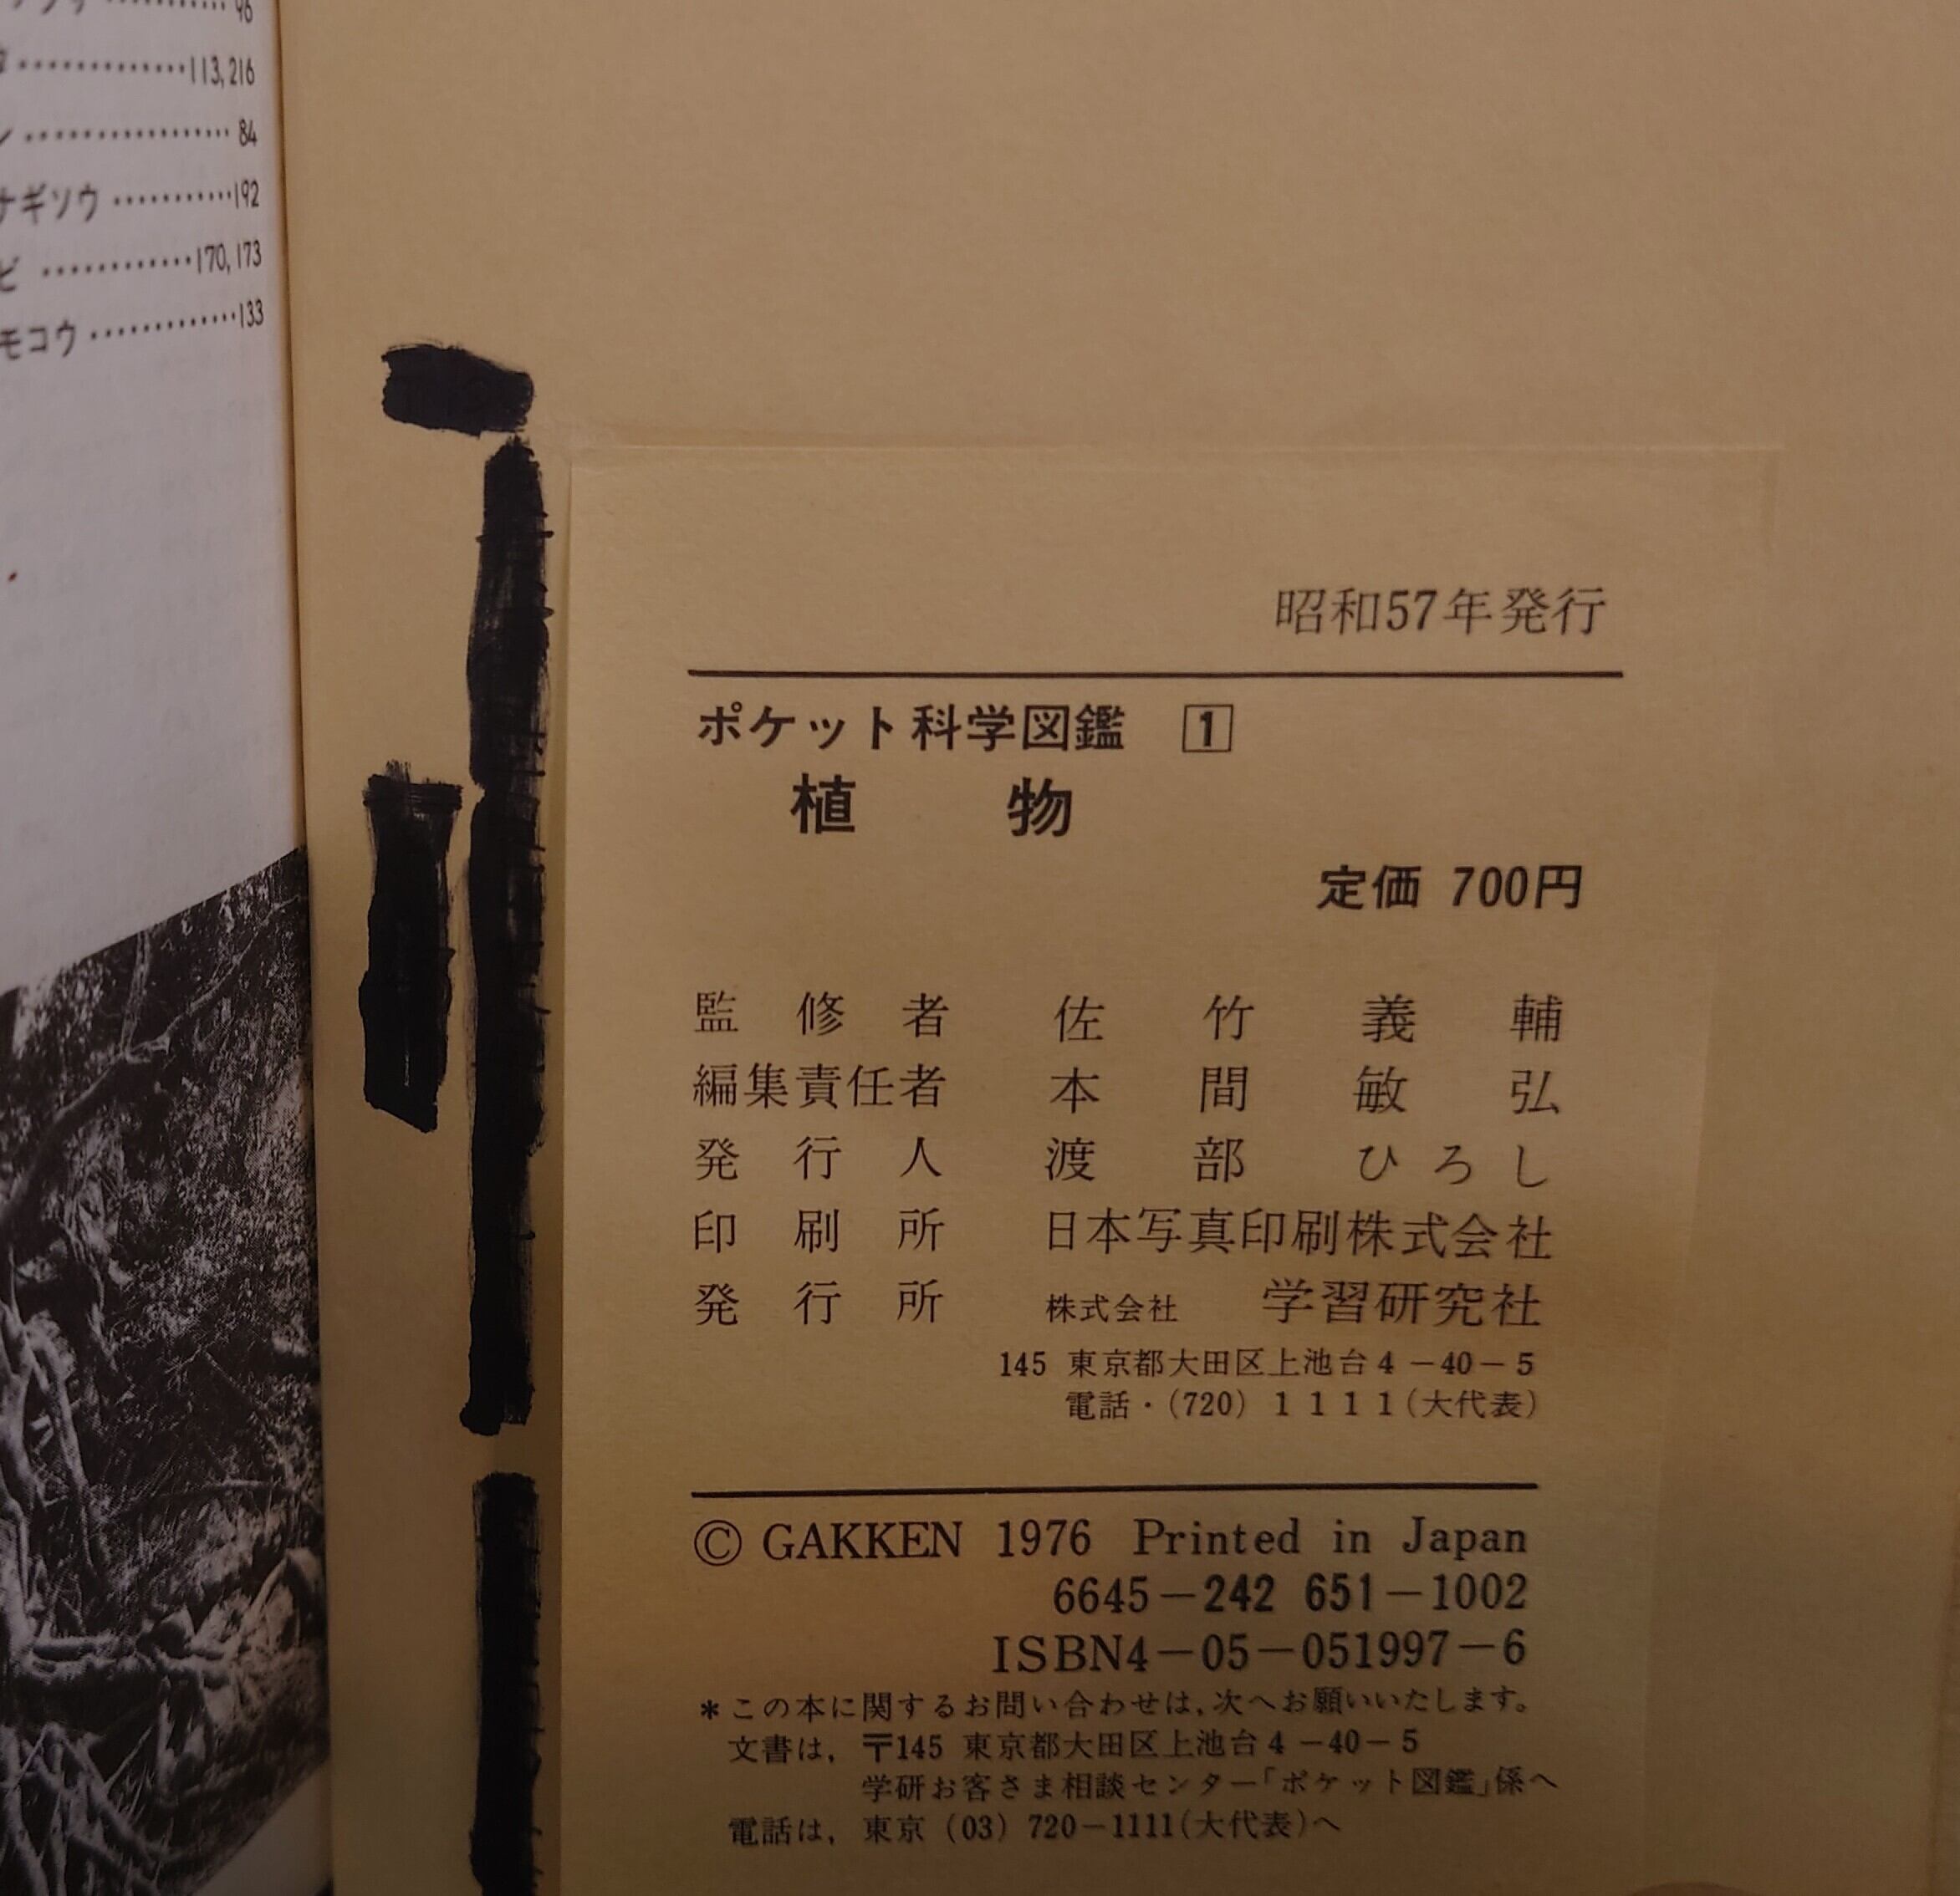 96
113,216
84
ナギソウ 192
ビ 170,173
モコウ 133
昭和57年発行
ポケット科学図鑑 1
植物
定価 700円
監修者 佐竹義輔
編集責任者 本間敏弘
発行人 渡部ひろし
印刷所 日本写真印刷株式会社
発行所 株式会社 学習研究社
145 東京都大田区上池台4-40-5
電話・(720) 1111(大代表)
© GAKKEN 1976 Printed in Japan
6645-242 651-1002
ISBN4-05-051997-6
*この本に関するお問い合わせは,次へお願いいたします。
文書は, 〒145 東京都大田区上池台4-40-5
学研お客さま相談センター「ポケット図鑑」係へ
電話は, 東京 (03) 720-1111(大代表)へ